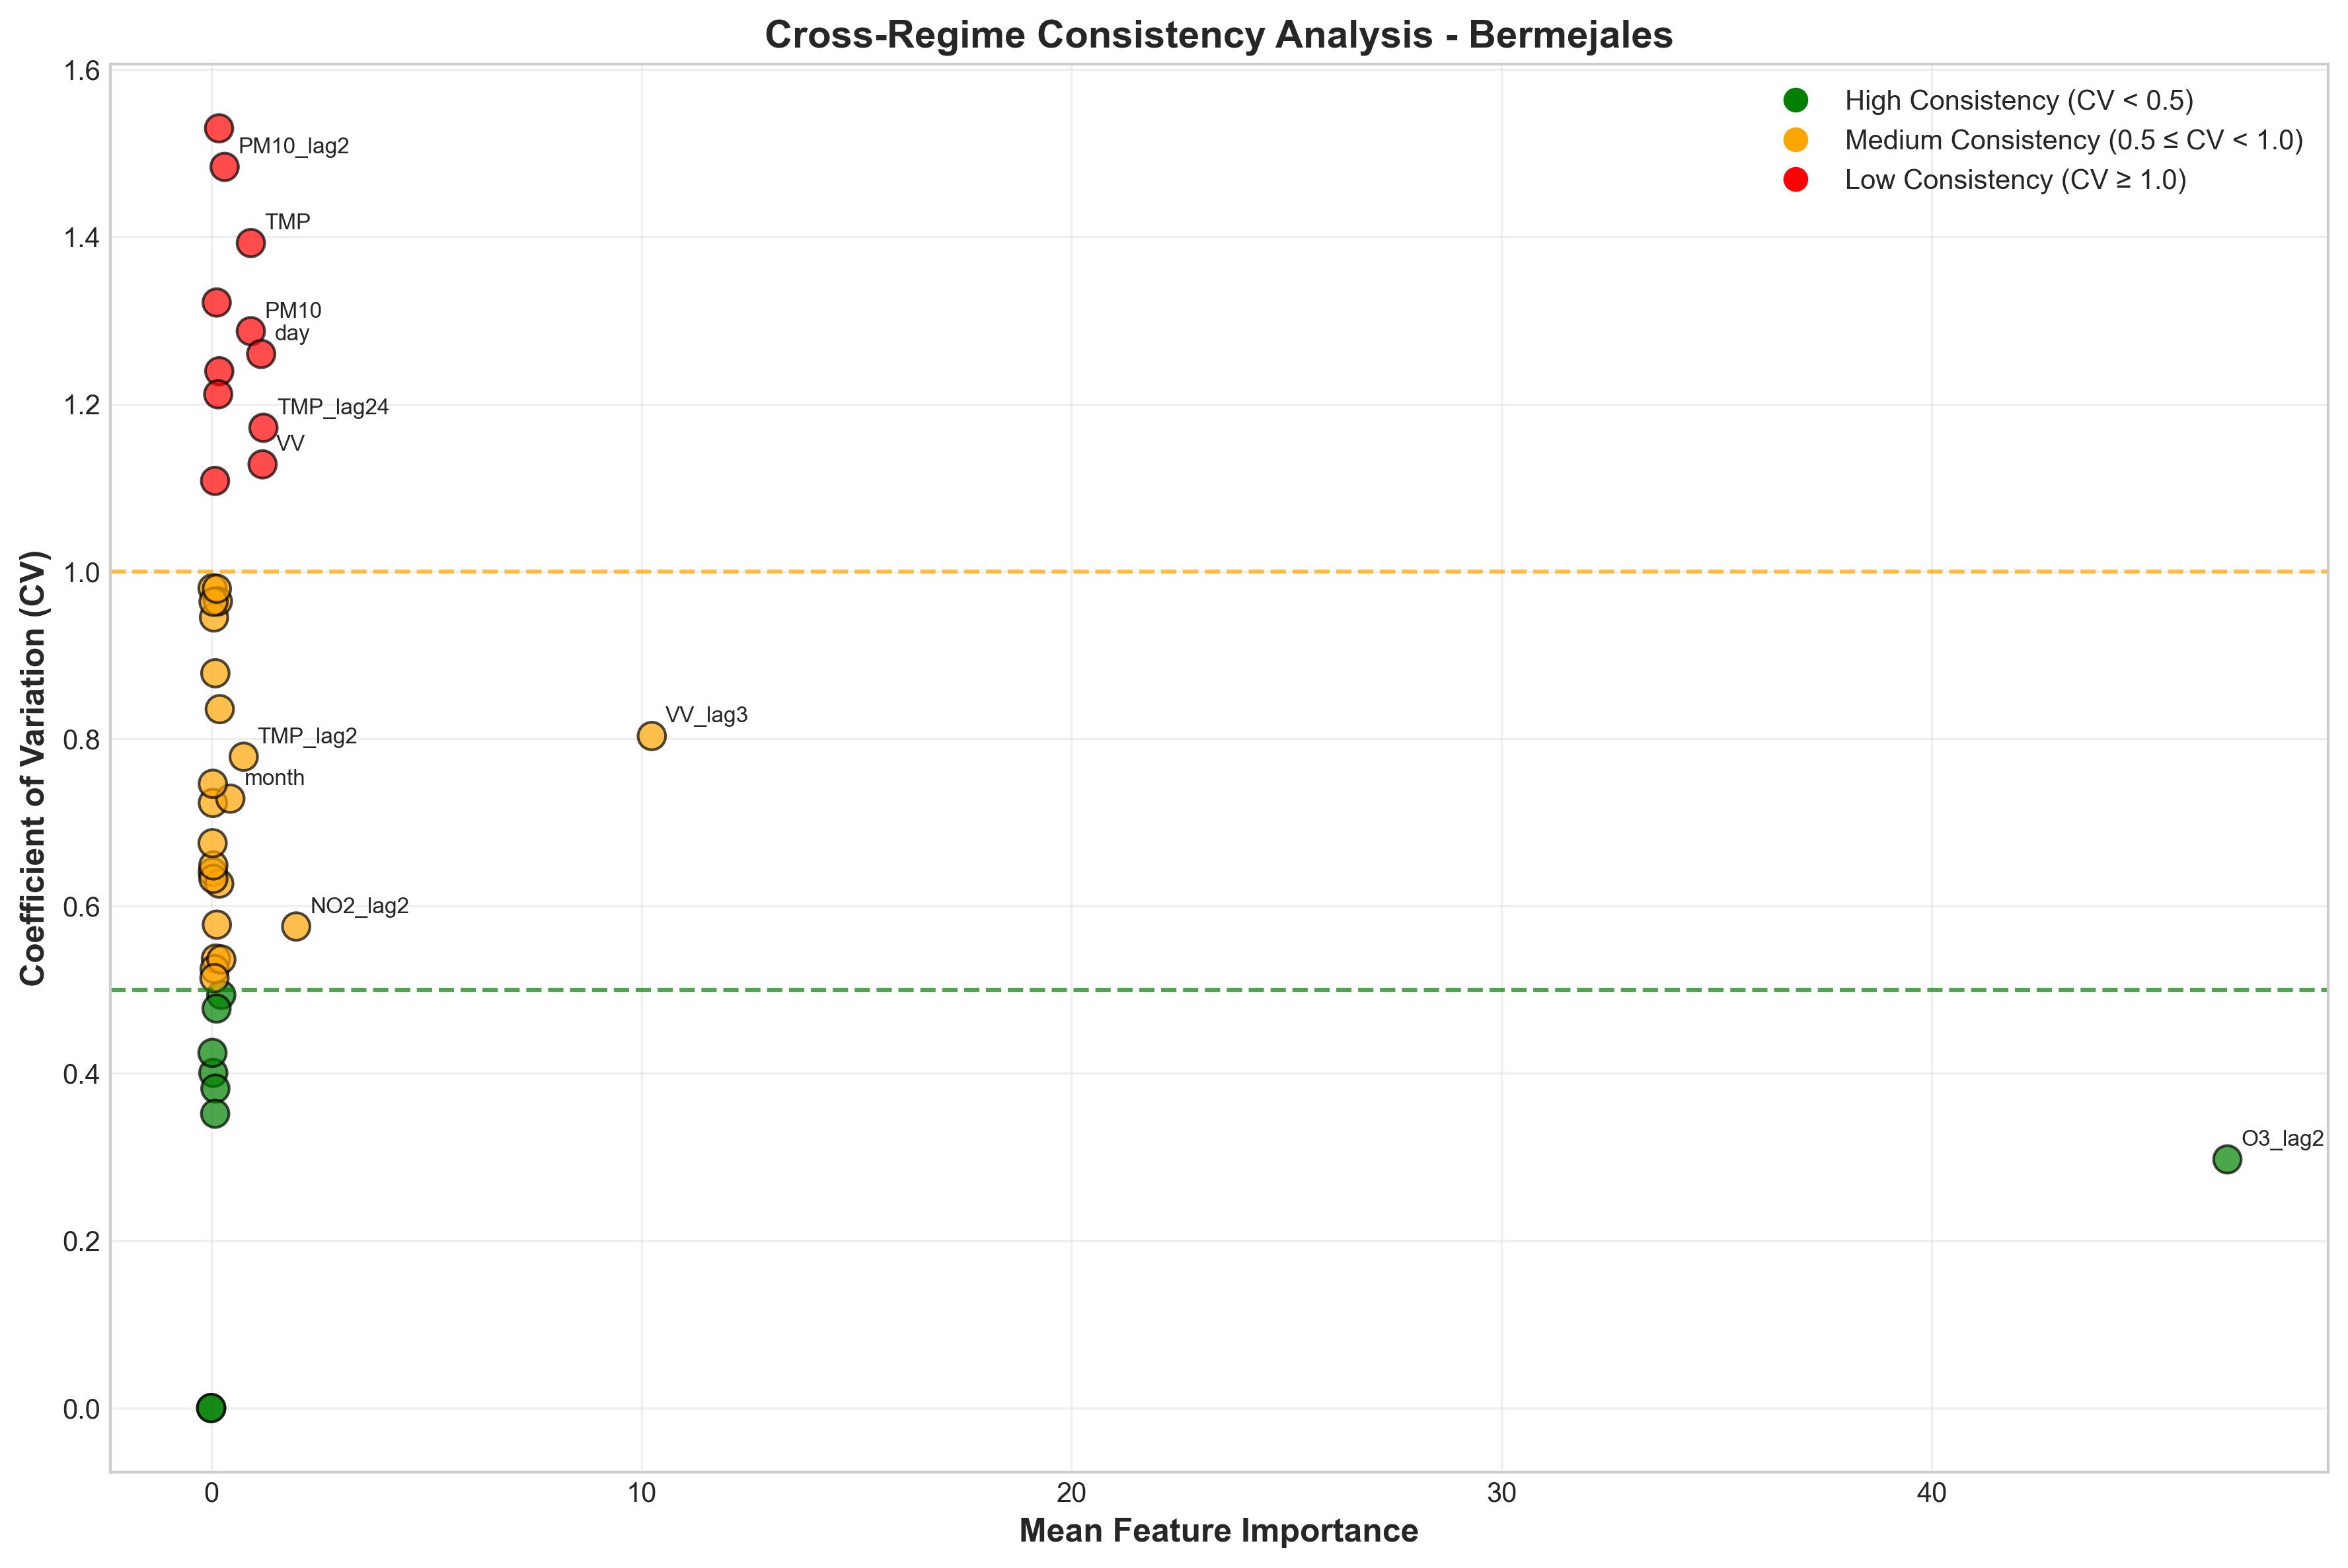 Cross-Regime Consistency Analysis - Bermejales
High Consistency (CV < 0.5)
Medium Consistency (0.5 ≤ CV < 1.0)
Low Consistency (CV ≥ 1.0)
Coefficient of Variation (CV)
1.6
1.4
1.2
1.0
0.8
0.6
0.4
0.2
0.0
PM10_lag2
TMP
PM10
day
TMP_lag24
VV
VV_lag3
TMP_lag2
month
NO2_lag2
O3_lag2
0
10
20
30
40
Mean Feature Importance